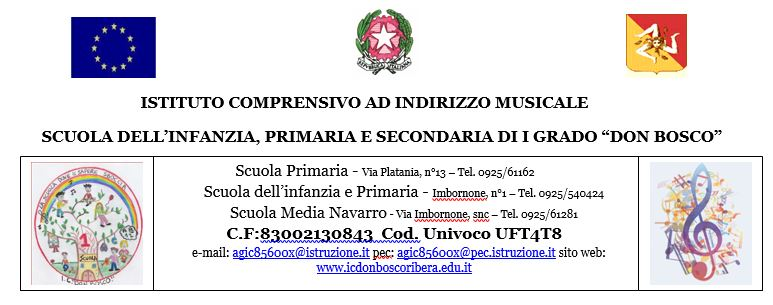 ISTITUTO COMPRENSIVO AD INDIRIZZO MUSICALE
SCUOLA DELL'INFANZIA, PRIMARIA E SECONDARIA DI I GRADO "DON BOSCO"
Scuola Primaria - Via Platania, n°13 – Tel. 0925/61162
Scuola dell'infanzia e Primaria - Imbornone, n°1 – Tel. 0925/540424
Scuola Media Navarro - Via Imbornone, snc – Tel. 0925/61281
C.F:83002130843 Cod. Univoco UFT4T8
e-mail: agic85600x@istruzione.it pec: agic85600x@pec.istruzione.it sito web:
www.icdonboscoribera.edu.it